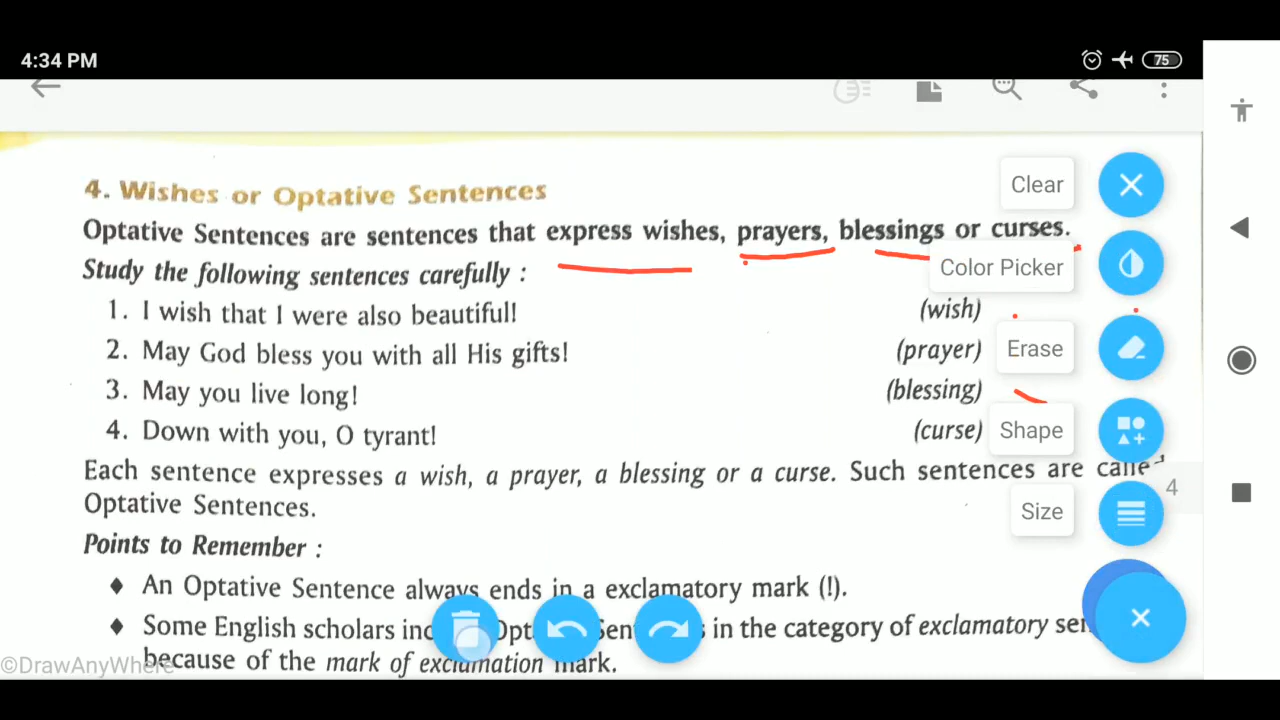 4:34 PM
75
4. Wishes or Optative Sentences
Clear
Optative Sentences are sentences that express wishes, prayers, blessings or curses.
Study the following sentences carefully :
Color Picker
1. I wish that I were also beautiful! (wish)
2. May God bless you with all His gifts! (prayer)
Erase
3. May you live long! (blessing)
4. Down with you, O tyrant! (curse)
Shape
Each sentence expresses a wish, a prayer, a blessing or a curse. Such sentences are calle
4
Optative Sentences.
Size
Points to Remember :
♦ An Optative Sentence always ends in a exclamatory mark (!).
♦ Some English scholars inc Opt Sen in the category of exclamatory sen
because of the mark of exclamation mark.
©DrawAnyWhere